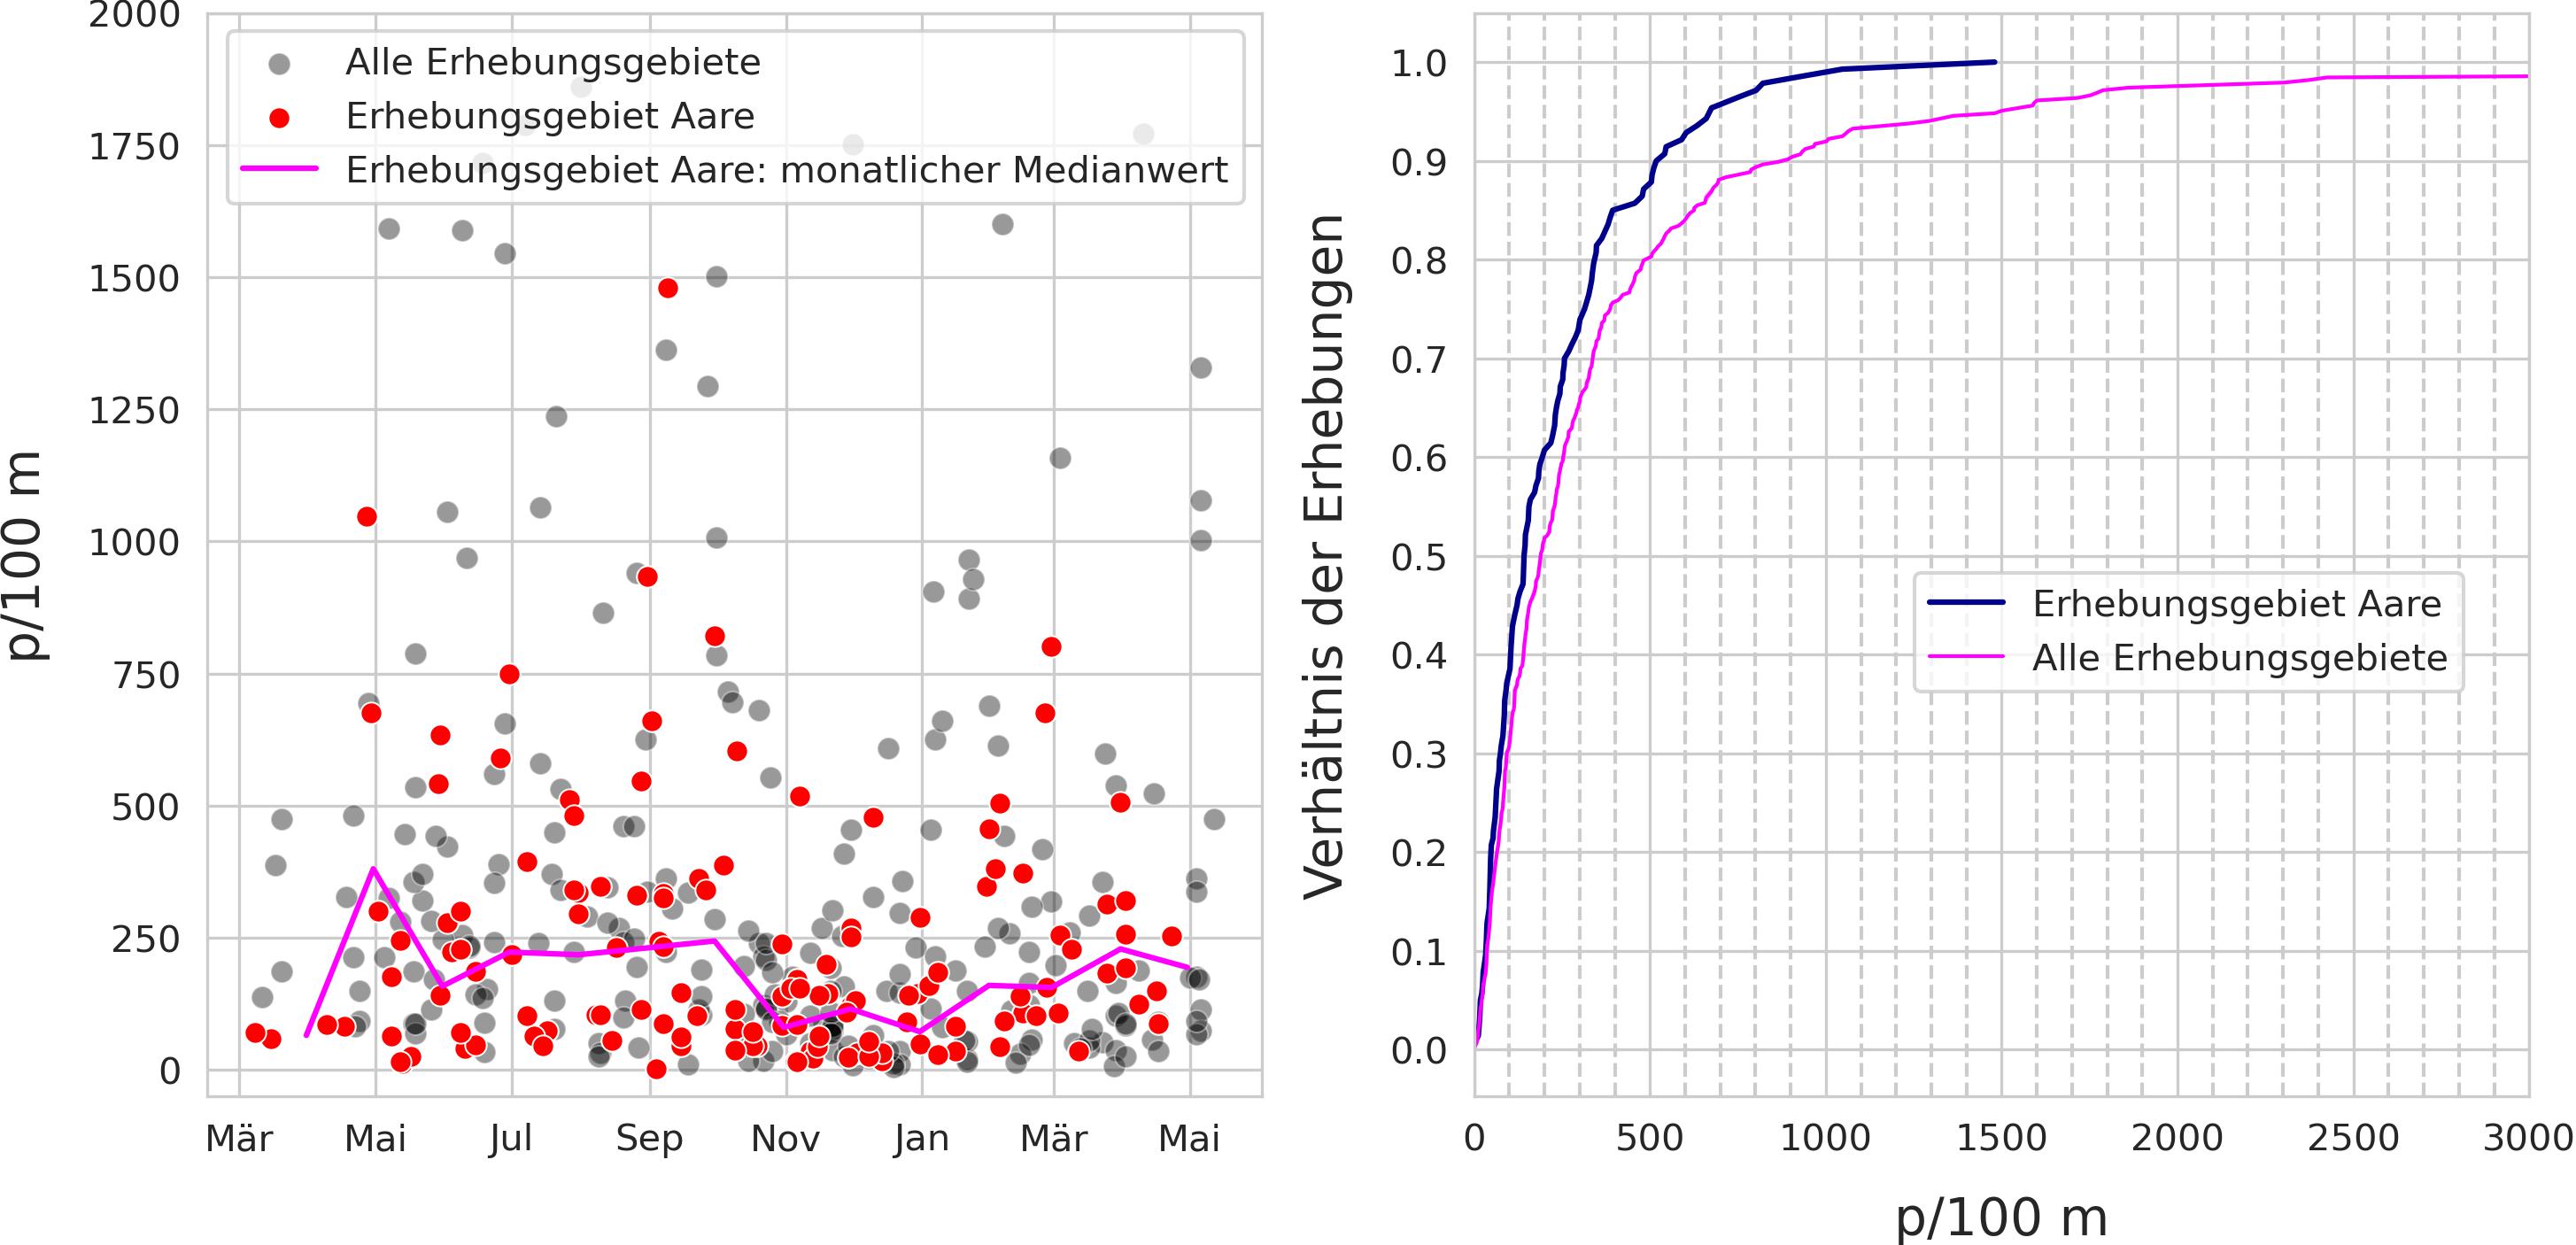 2000
1750
1500
1250
1000
750
500
250
0
p/100 m
Alle Erhebungsgebiete
Erhebungsgebiet Aare
Erhebungsgebiet Aare: monatlicher Medianwert
Mär Mai Jul Sep Nov Jan Mär Mai
1.0
0.9
0.8
0.7
0.6
0.5
0.4
0.3
0.2
0.1
0.0
Verhältnis der Erhebungen
Erhebungsgebiet Aare
Alle Erhebungsgebiete
0 500 1000 1500 2000 2500 3000
p/100 m